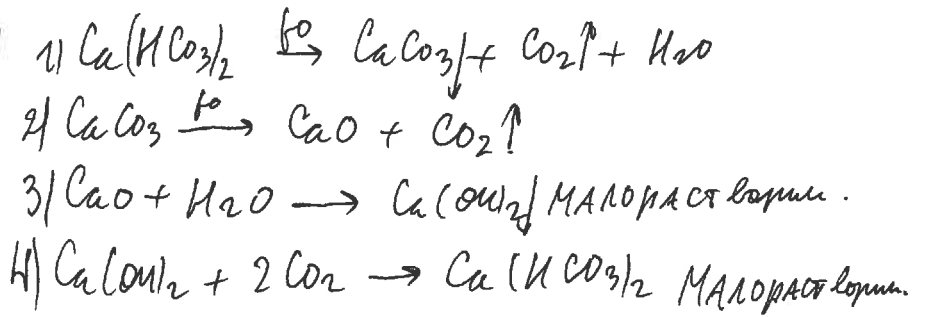 1) Ca(HCO3)2 t° → CaCO3↓ + CO2↑ + H2O
2) CaCO3 t° → CaO + CO2↑
3) CaO + H2O → Ca(OH)2↓ МАЛОРАСТворим.
4) Ca(OH)2 + 2CO2 → Ca(HCO3)2 МАЛОРАСТворим.